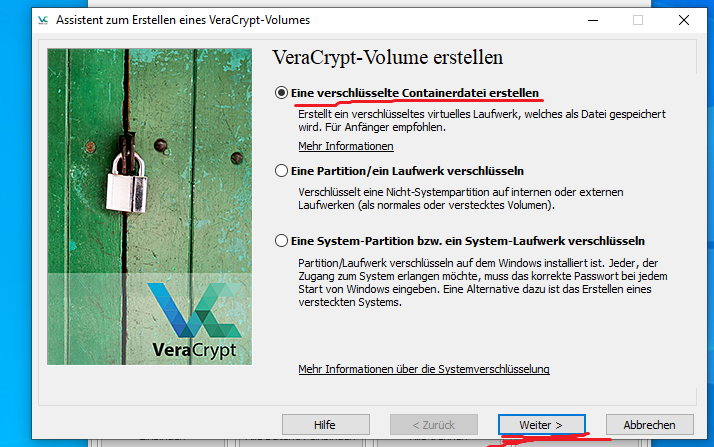 Assistent zum Erstellen eines VeraCrypt-Volumes
VeraCrypt-Volume erstellen
Eine verschlüsselte Containerdatei erstellen
Erstellt ein verschlüsseltes virtuelles Laufwerk, welches als Datei gespeichert
wird. Für Anfänger empfohlen.
Mehr Informationen
Eine Partition/ein Laufwerk verschlüsseln
Verschlüsselt eine Nicht-Systempartition auf internen oder externen
Laufwerken (als normales oder verstecktes Volumen).
Eine System-Partition bzw. ein System-Laufwerk verschlüsseln
Partition/Laufwerk verschlüsseln auf dem Windows installiert ist. Jeder, der
Zugang zum System erlangen möchte, muss das korrekte Passwort bei jedem
Start von Windows eingeben. Eine Alternative dazu ist das Erstellen eines
versteckten Systems.
VeraCrypt
Mehr Informationen über die Systemverschlüsselung
Hilfe
< Zurück
Weiter >
Abbrechen